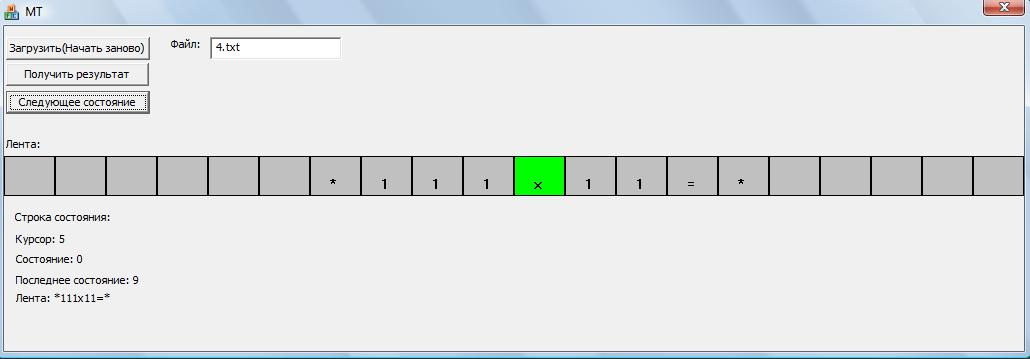 МТ
Загрузить(Начать заново)
Файл: 4.txt
Получить результат
Следующее состояние
Лента:
* 1 1 1 x 1 1 = *
Строка состояния:
Курсор: 5
Состояние: 0
Последнее состояние: 9
Лента: *111x11=*